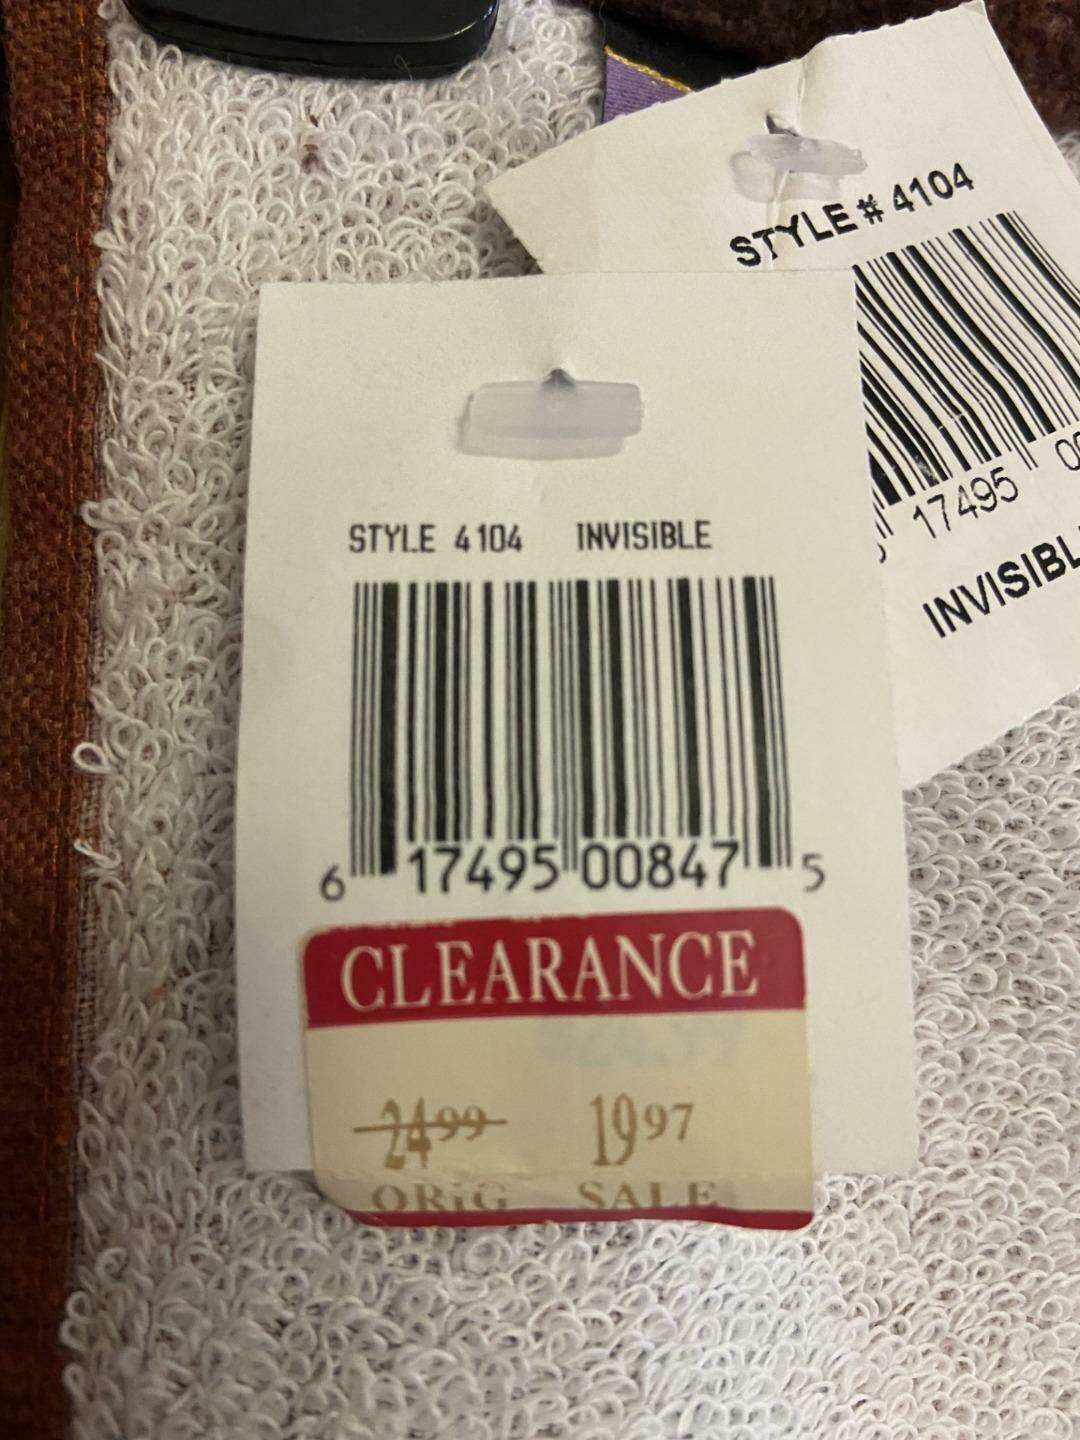 STYLE # 4104
17495
INVISIBL
STYLE 4104 INVISIBLE
6 17495 00847 5
CLEARANCE
24.99 19.97
ORIG SALE